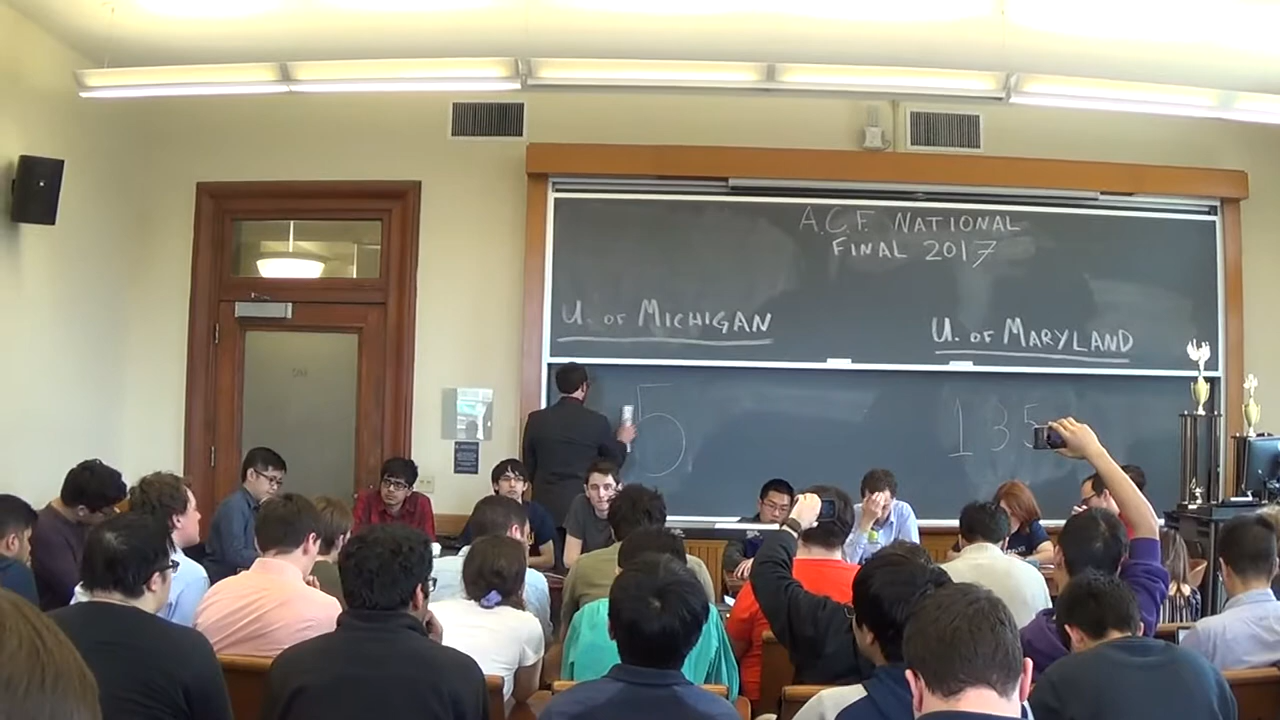 A.C.F. NATIONAL
FINAL 2017
U. OF MICHIGAN
U. OF MARYLAND
5
135